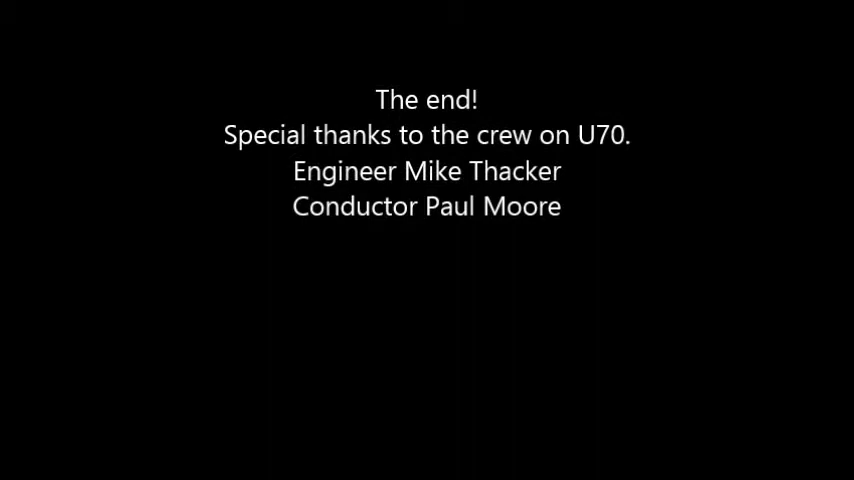 The end!
Special thanks to the crew on U70.
Engineer Mike Thacker
Conductor Paul Moore